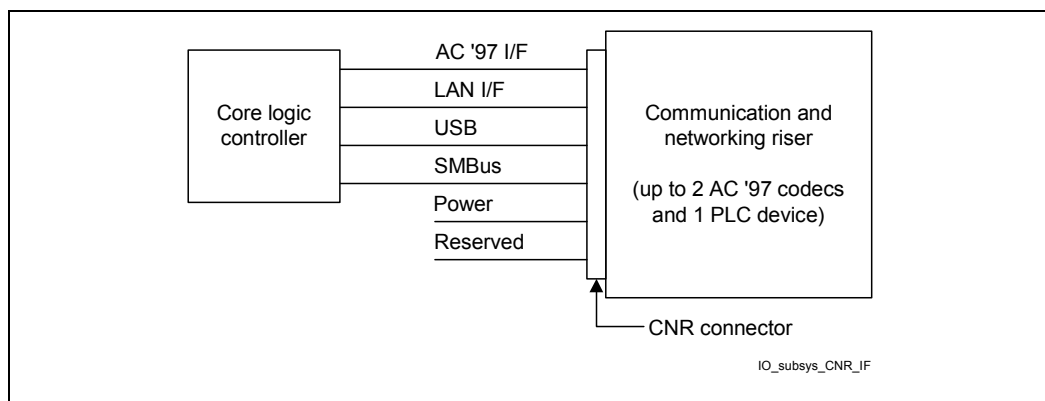 AC '97 I/F
LAN I/F
USB
SMBus
Power
Reserved
Core logic
controller
Communication and
networking riser
(up to 2 AC '97 codecs
and 1 PLC device)
CNR connector
IO_subsys_CNR_IF